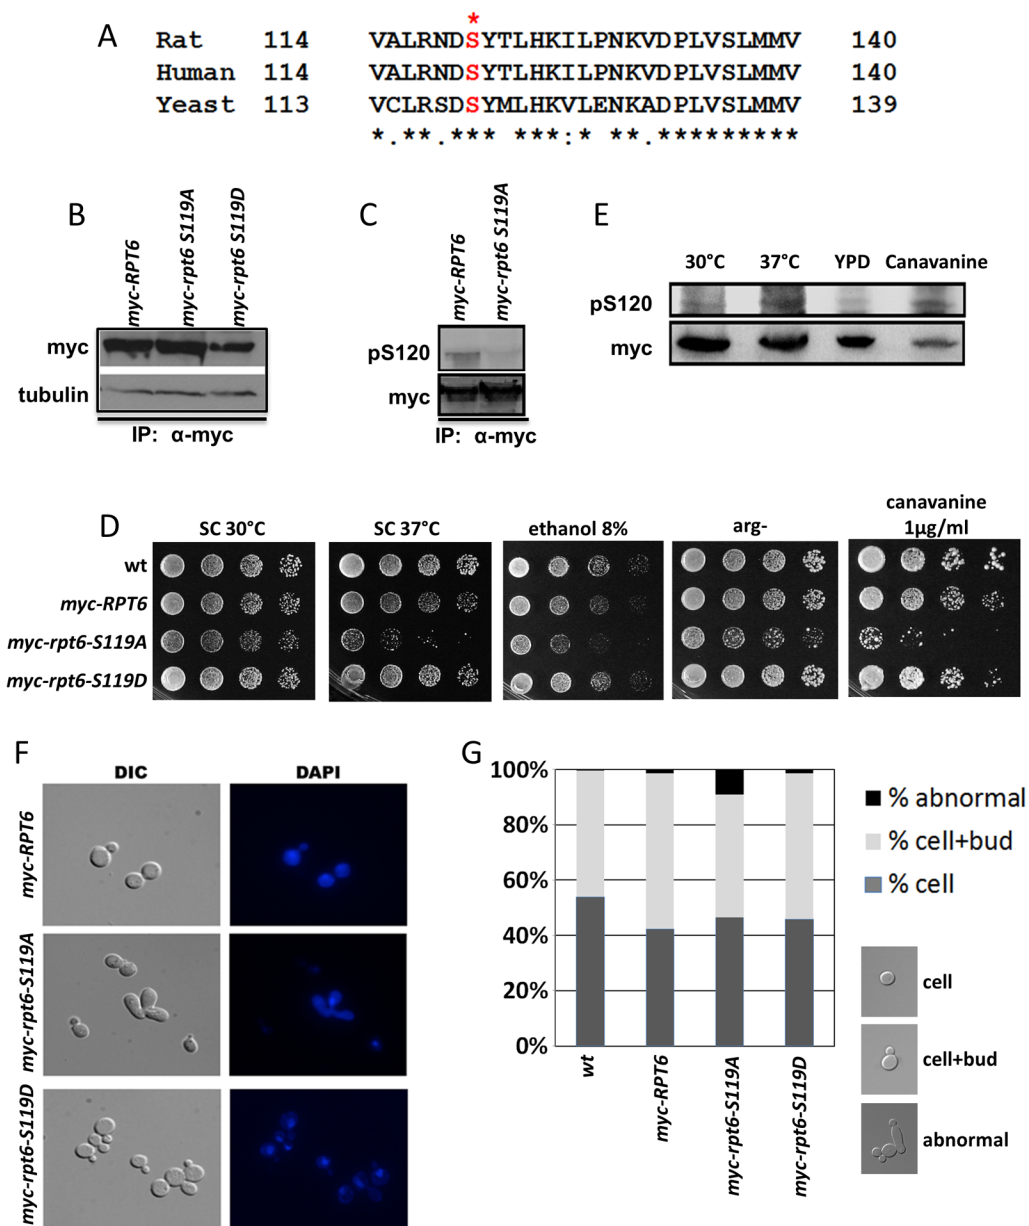 A
*
Rat 114 VALRNDSYTLHKILPNKVDPLVSLMMV 140
Human 114 VALRNDSYTLHKILPNKVDPLVSLMMV 140
Yeast 113 VCLRSDSYMLHKVLENKADPLVSLMMV 139
*.**.*** ***:* **.*********
B
myc-RPT6
myc-rpt6 S119A
myc-rpt6 S119D
myc
tubulin
IP: α-myc
C
myc-RPT6
myc-rpt6 S119A
pS120
myc
IP: α-myc
E
30°C 37°C YPD Canavanine
pS120
myc
D
SC 30°C SC 37°C ethanol 8% arg- canavanine
1µg/ml
wt
myc-RPT6
myc-rpt6-S119A
myc-rpt6-S119D
F
DIC DAPI
myc-RPT6
myc-rpt6-S119A
myc-rpt6-S119D
G
100%
80%
60%
40%
20%
0%
wt
myc-RPT6
myc-rpt6-S119A
myc-rpt6-S119D
% abnormal
% cell+bud
% cell
cell
cell+bud
abnormal